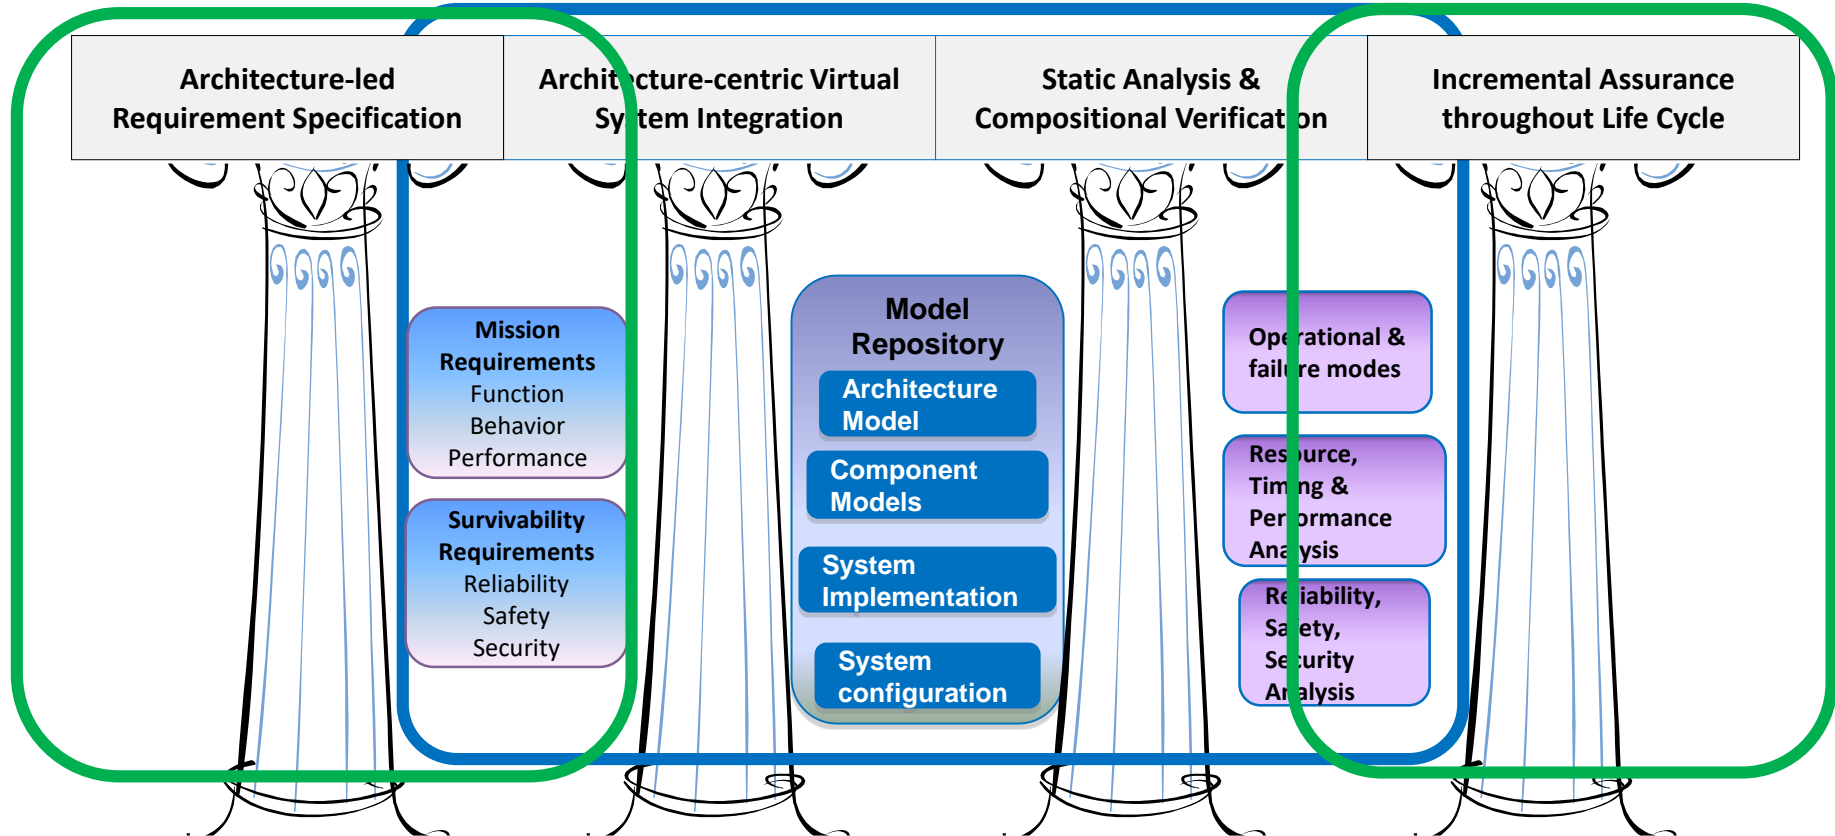 Architecture-led
Requirement Specification
Architecture-centric Virtual
System Integration
Static Analysis &
Compositional Verification
Incremental Assurance
throughout Life Cycle
Mission
Requirements
Function
Behavior
Performance
Survivability
Requirements
Reliability
Safety
Security
Model
Repository
Architecture
Model
Component
Models
System
Implementation
System
configuration
Operational &
failure modes
Resource,
Timing &
Performance
Analysis
Reliability,
Safety,
Security
Analysis